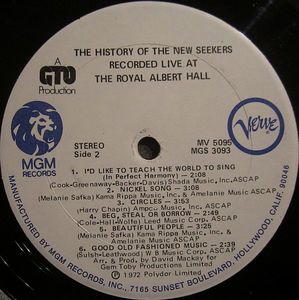 A
GTO
Production
THE HISTORY OF THE NEW SEEKERS
RECORDED LIVE AT
THE ROYAL ALBERT HALL
MGM
RECORDS
Verve
STEREO
Side 2
MV 5095
MGS 3093
1. I'D LIKE TO TEACH THE WORLD TO SING
(In Perfect Harmony) — 2:08
(Cook-Greenaway-Backer-Davis) Shada Music, Inc. ASCAP
2. NICKEL SONG — 3:08
(Melanie Safka) Kama Rippa Music, Inc./Amelanie Music ASCAP
3. CIRCLES — 3:53
(Harry Chapin) Ampco Music, Inc. ASCAP
4. BEG, STEAL OR BORROW — 2:49
(Cole-Hall-Wolfe) Leed Music Corp. ASCAP
5. BEAUTIFUL PEOPLE
(Melanie Safka) Kama Rippa Music, Inc. ASCAP
6. GOOD OLD FASHIONED MUSIC — 2:39
(Sulsh-Leathwood) W B Music Corp. ASCAP
Arr. & Prod. by David Mackay for
Gem Toby Productions Limited
℗ 1972 Polydor Limited
MANUFACTURED BY MGM RECORDS, INC., 7165 SUNSET BOULEVARD, HOLLYWOOD, CALIF. 90046